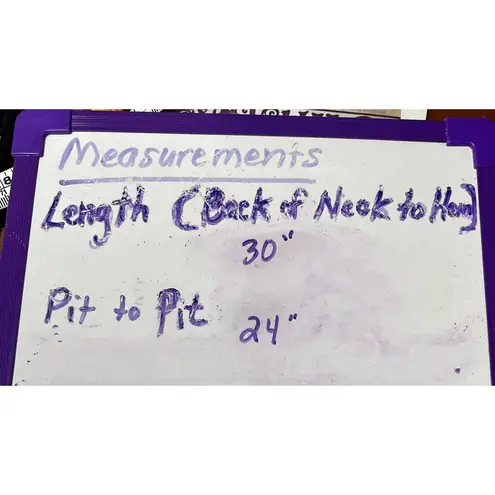 Measurements
Length (Back of Neck to Hem)
30"
Pit to Pit
24"